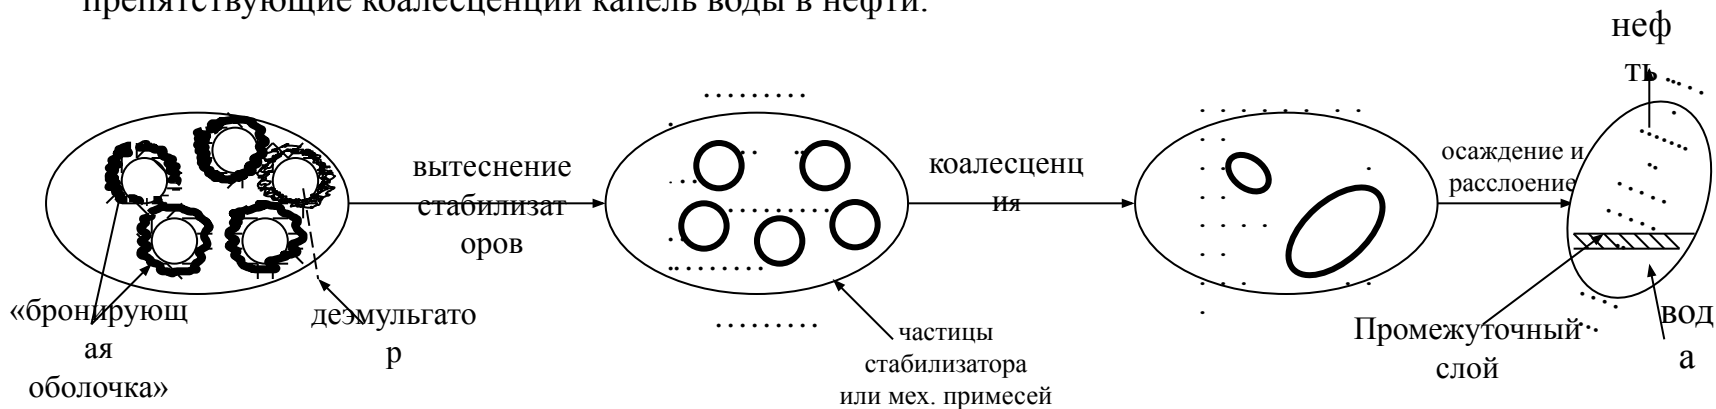 препятствующие коалесценции капель воды в нефти.
неф
ть
вытеснение
стабилизат
оров
коалесценц
ия
осаждение и
расслоение
«бронирующ
ая
оболочка»
деэмульгато
р
частицы
стабилизатора
или мех. примесей
Промежуточный
слой
вод
а